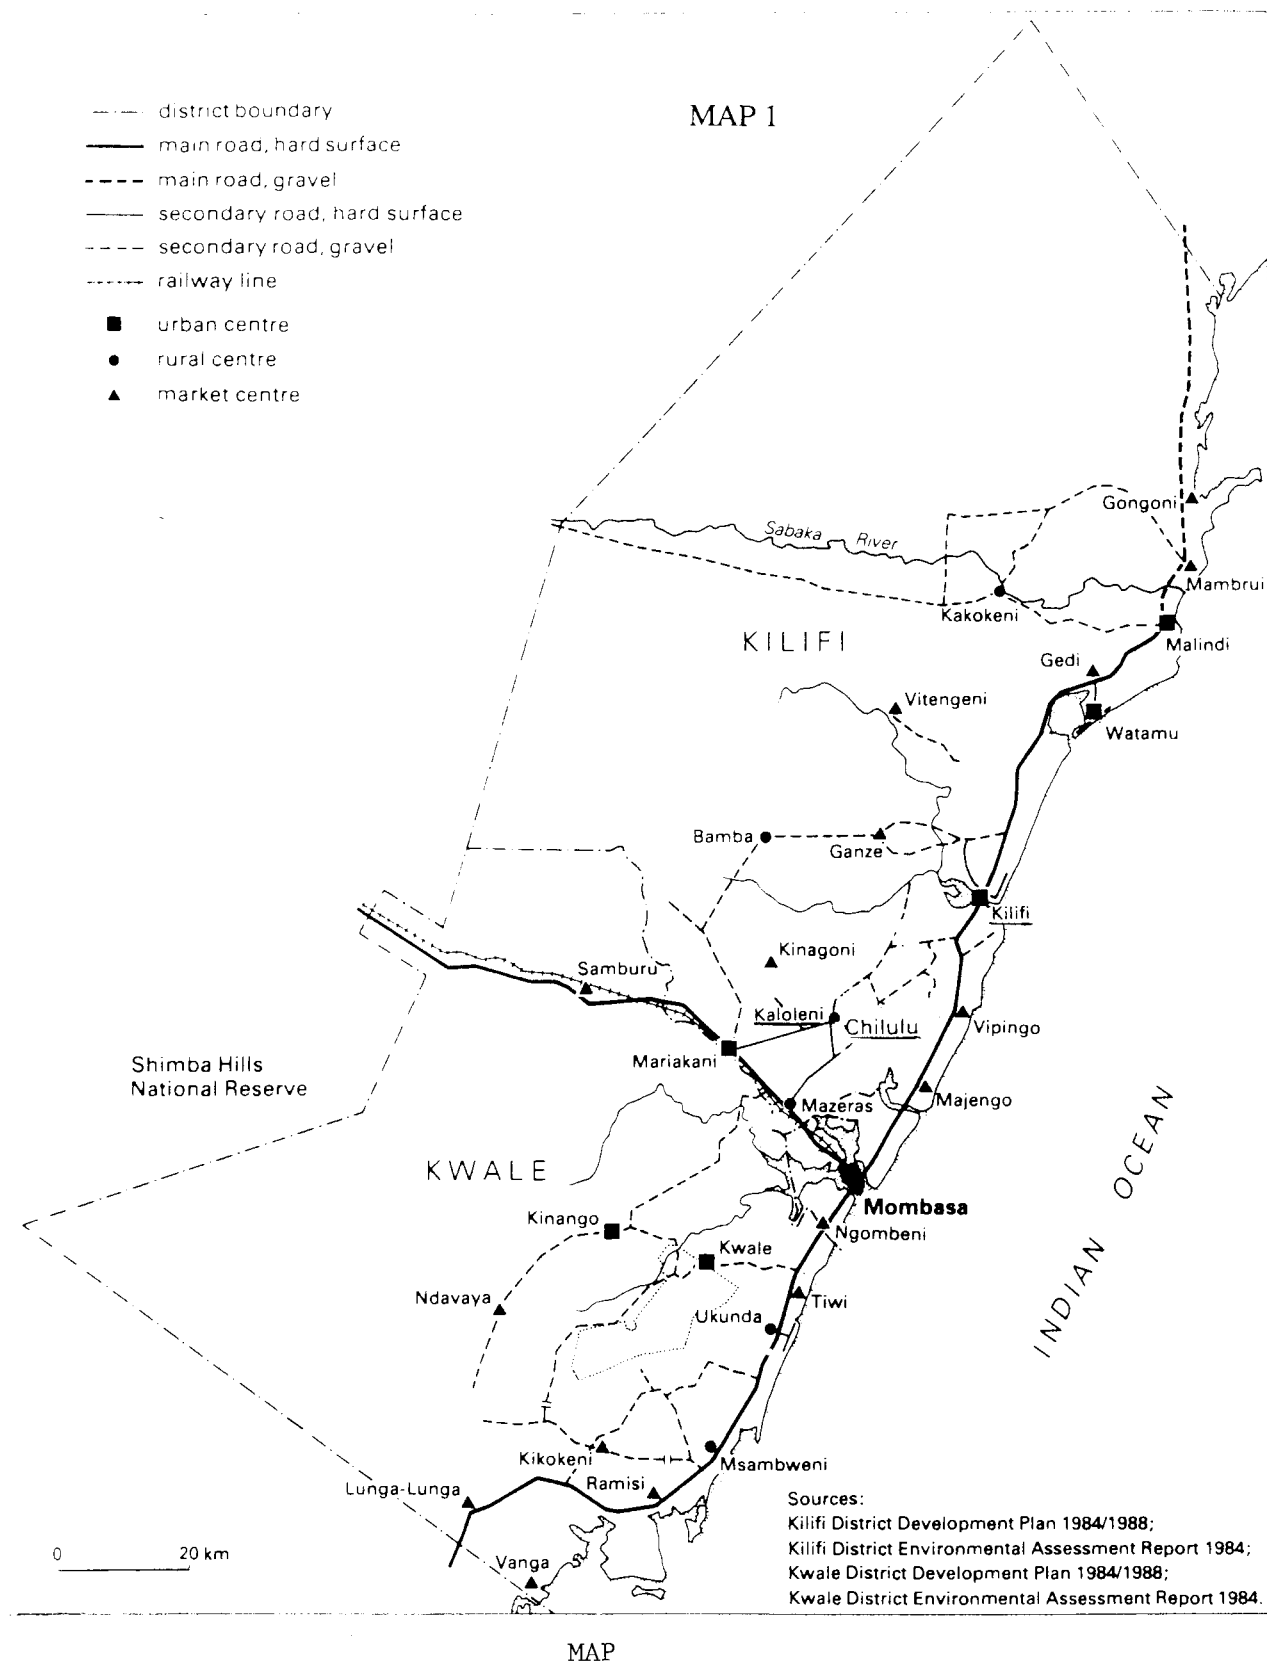 MAP 1
district boundary
main road, hard surface
main road, gravel
secondary road, hard surface
secondary road, gravel
railway line
urban centre
rural centre
market centre
Gongoni
Sabaka River
Mambrui
Kakokeni
KILIFI
Malindi
Gedi
Vitengeni
Watamu
Bamba
Ganze
Kilifi
Kinagoni
Samburu
Kaloleni
Chilulu
Vipingo
Mariakani
Shimba Hills
National Reserve
Mazeras
Majengo
KWALE
Mombasa
Kinango
Ngombeni
Kwale
INDIAN OCEAN
Ndavaya
Tiwi
Ukunda
Kikokeni
Msambweni
Lunga-Lunga
Ramisi
Vanga
0 20 km
Sources:
Kilifi District Development Plan 1984/1988;
Kilifi District Environmental Assessment Report 1984;
Kwale District Development Plan 1984/1988;
Kwale District Environmental Assessment Report 1984.
MAP